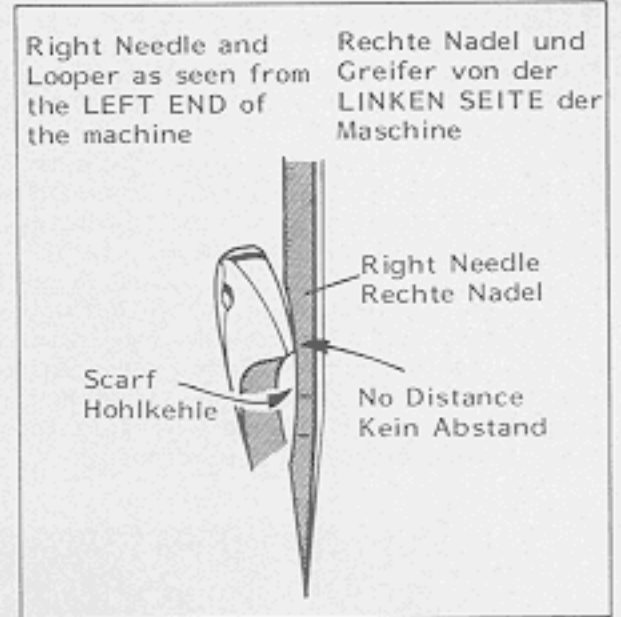 Right Needle and
Looper as seen from
the LEFT END of
the machine
Rechte Nadel und
Greifer von der
LINKEN SEITE der
Maschine
Right Needle
Rechte Nadel
Scarf
Hohlkehle
No Distance
Kein Abstand